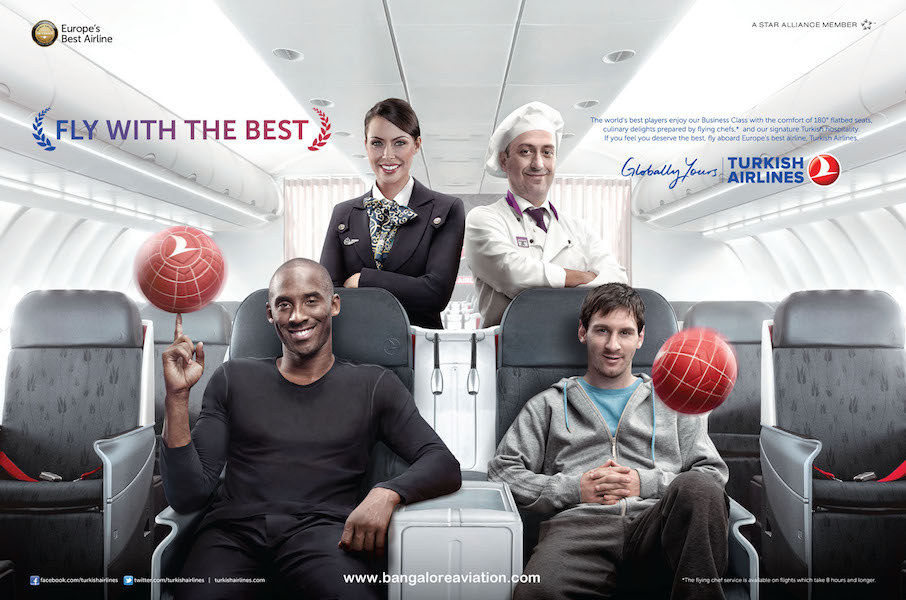 Europe's
Best Airline
A STAR ALLIANCE MEMBER
FLY WITH THE BEST
The world's best players enjoy our Business Class with the comfort of 180° flatbed seats,
culinary delights prepared by flying chefs,* and our signature Turkish hospitality.
If you feel you deserve the best, fly aboard Europe's best airline, Turkish Airlines.
Globally Yours
TURKISH
AIRLINES
facebook.com/turkishairlines twitter.com/turkishairlines | turkishairlines.com
www.bangaloreaviation.com
*The flying chef service is available on flights which take 8 hours and longer.